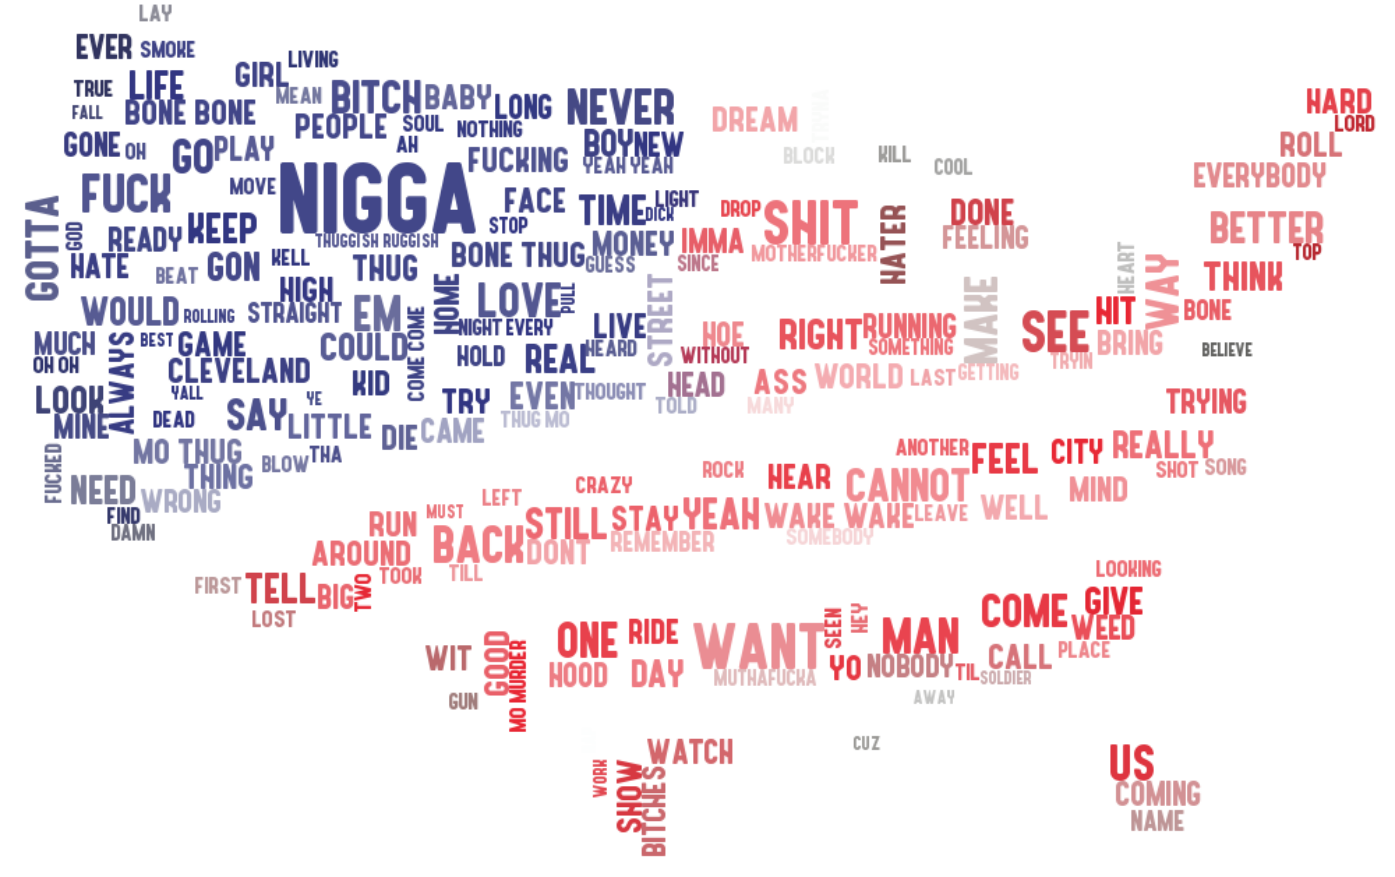 LAY
EVER SMOKE
LIVING
GIRL
TRUE LIFE MEAN BITCH BABY LONG NEVER
HARD
FALL BONE BONE PEOPLE SOUL NOTHING DREAM
LORD
GONE OH GO PLAY AH FUCKING BOY NEW
ROLL
YEAH YEAH BLOCK KILL COOL
EVERYBODY
FUCK MOVE NIGGA FACE TIME LIGHT
DICK DROP SHIT HATER DONE
GOTTA GOD READY KEEP STOP
BETTER
THUGGISH RUGGISH BONE THUG MONEY IMMA MOTHERFUCKER FEELING
TOP
HATE BEAT GON KELL THUG GUESS SINCE
HEART WAY THINK
HIGH HOME LOVE PULL STREET MAKE
WOULD ROLLING STRAIGHT EM COME COME NIGHT EVERY LIVE
HIT BONE
MUCH ALWAYS BEST GAME COULD HOLD REAL HEARD HOE RIGHT RUNNING SEE BRING
OH OH WITHOUT SOMETHING TRYIN BELIEVE
CLEVELAND KID HEAD ASS WORLD LAST GETTING
LOOK YALL YE TRY EVEN THOUGHT TOLD MANY TRYING
MINE DEAD SAY LITTLE DIE CAME THUG MO
MO THUG THA ANOTHER FEEL CITY REALLY
FUCKED THING BLOW ROCK HEAR CANNOT SHOT SONG
NEED WRONG LEFT CRAZY MIND
FIND MUST STILL STAY YEAH WAKE WAKE LEAVE WELL
DAMN RUN BACK DONT REMEMBER SOMEBODY
AROUND TOOK TILL LOOKING
FIRST TELL BIG TWO
LOST COME GIVE
WIT GOOD MO MURDER ONE RIDE WANT SEEN HEY MAN WEED
HOOD DAY MUTHAFUCKA YO NOBODY TIL CALL PLACE
GUN SOLDIER
AWAY
WATCH CUZ
WORK SHOW BITCHES US
COMING
NAME